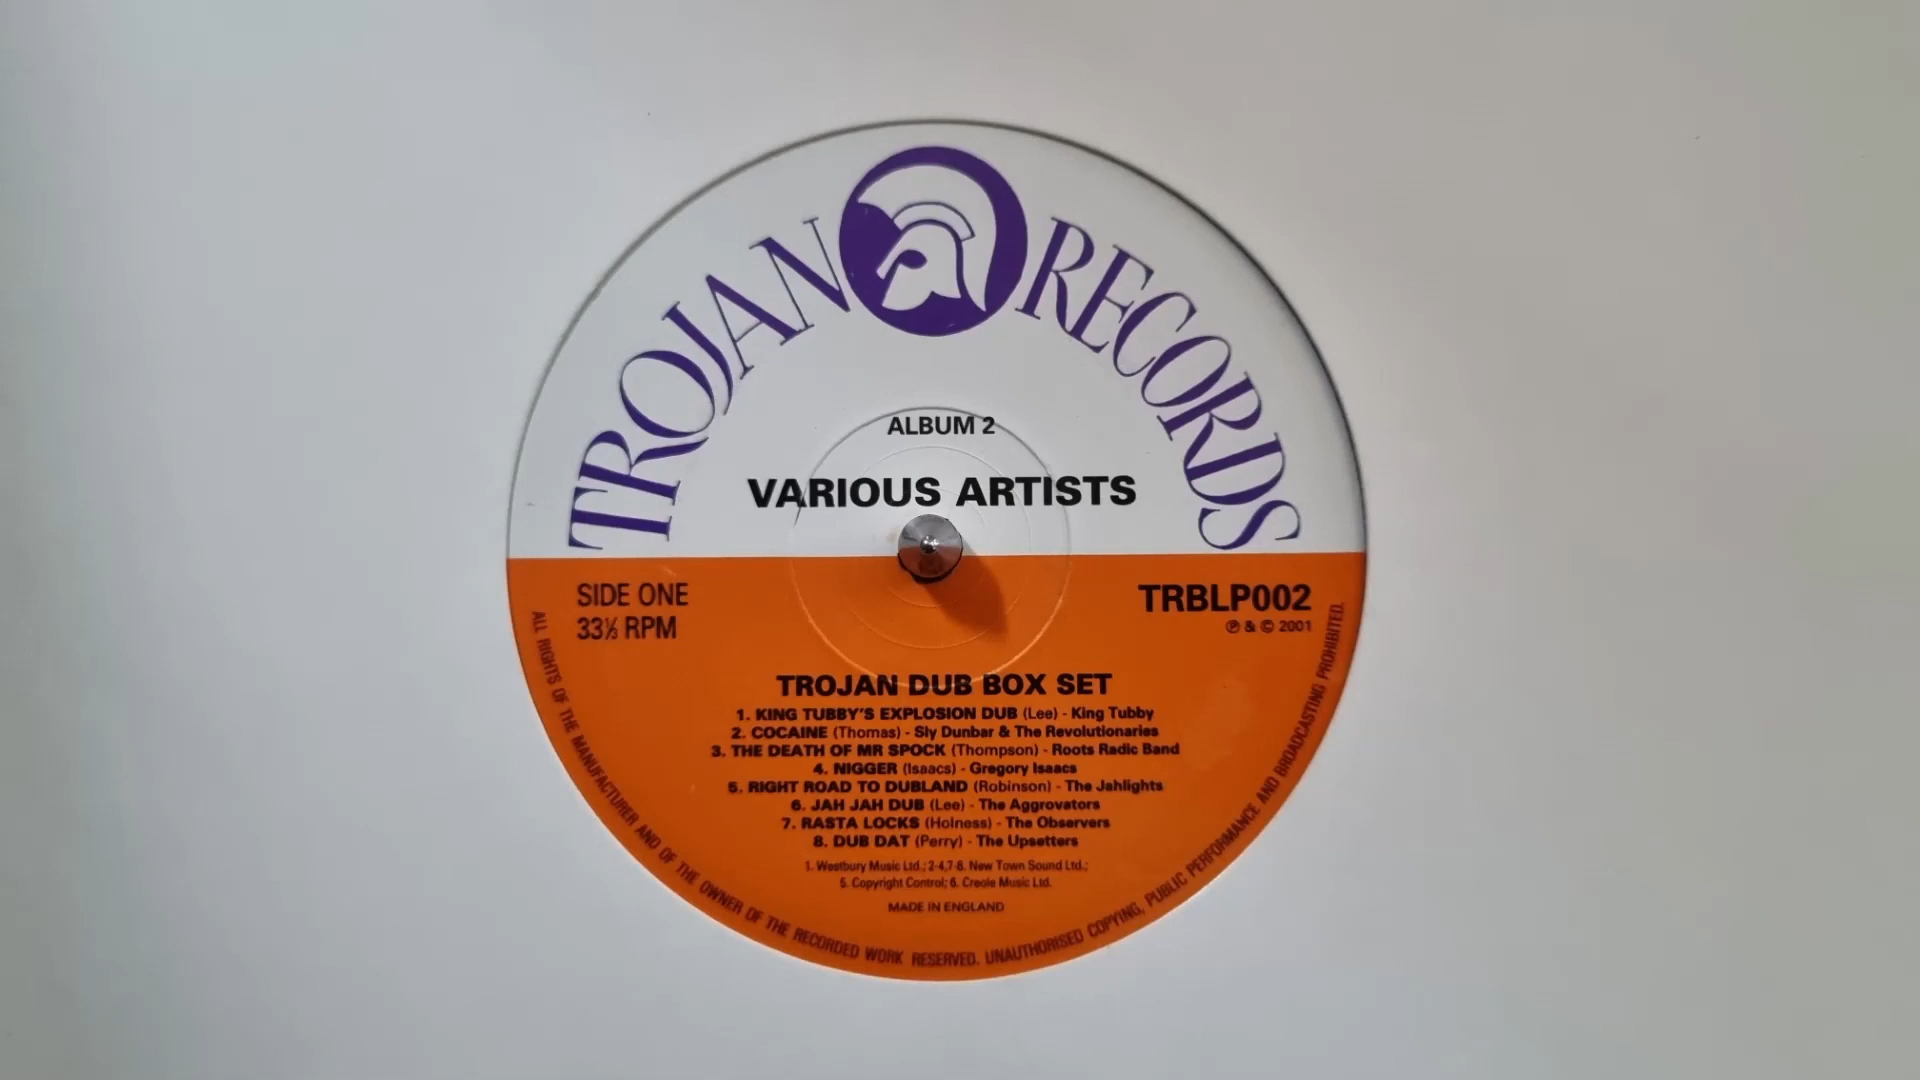 TROJAN RECORDS
ALBUM 2
VARIOUS ARTISTS
SIDE ONE
33⅓ RPM
TRBLP002
℗ & © 2001
TROJAN DUB BOX SET
1. KING TUBBY'S EXPLOSION DUB (Lee) - King Tubby
2. COCAINE (Thomas) - Sly Dunbar & The Revolutionaries
3. THE DEATH OF MR SPOCK (Thompson) - Roots Radic Band
4. NIGGER (Isaacs) - Gregory Isaacs
5. RIGHT ROAD TO DUBLAND (Robinson) - The Jahlights
6. JAH JAH DUB (Lee) - The Aggrovators
7. RASTA LOCKS (Holness) - The Observers
8. DUB DAT (Perry) - The Upsetters
1. Westbury Music Ltd.; 2-4,7-8. New Town Sound Ltd.;
5. Copyright Control; 6. Creole Music Ltd.
MADE IN ENGLAND
ALL RIGHTS OF THE MANUFACTURER AND OF THE OWNER OF THE RECORDED WORK RESERVED. UNAUTHORISED COPYING, PUBLIC PERFORMANCE AND BROADCASTING PROHIBITED.